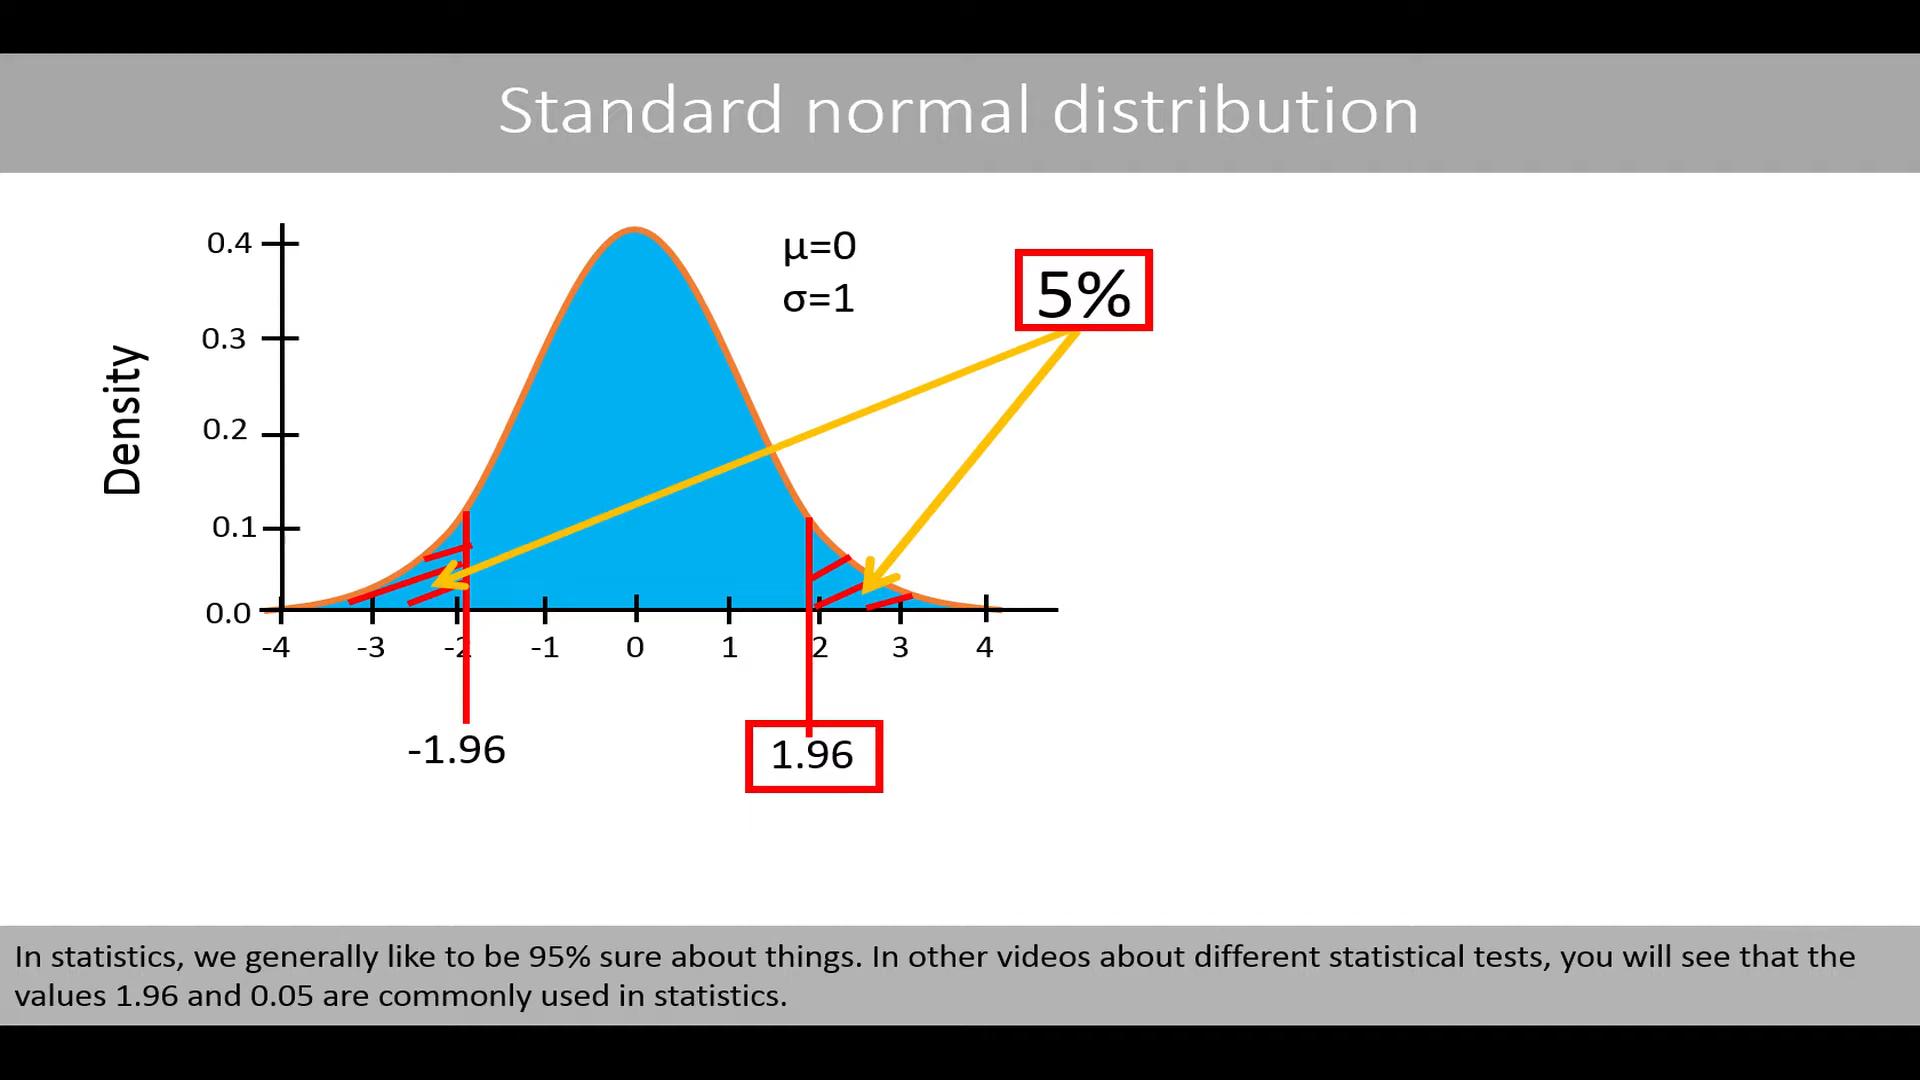 Standard normal distribution
0.4
0.3
0.2
0.1
0.0
Density
μ=0
σ=1
5%
-4 -3 -2 -1 0 1 2 3 4
-1.96
1.96
In statistics, we generally like to be 95% sure about things. In other videos about different statistical tests, you will see that the
values 1.96 and 0.05 are commonly used in statistics.